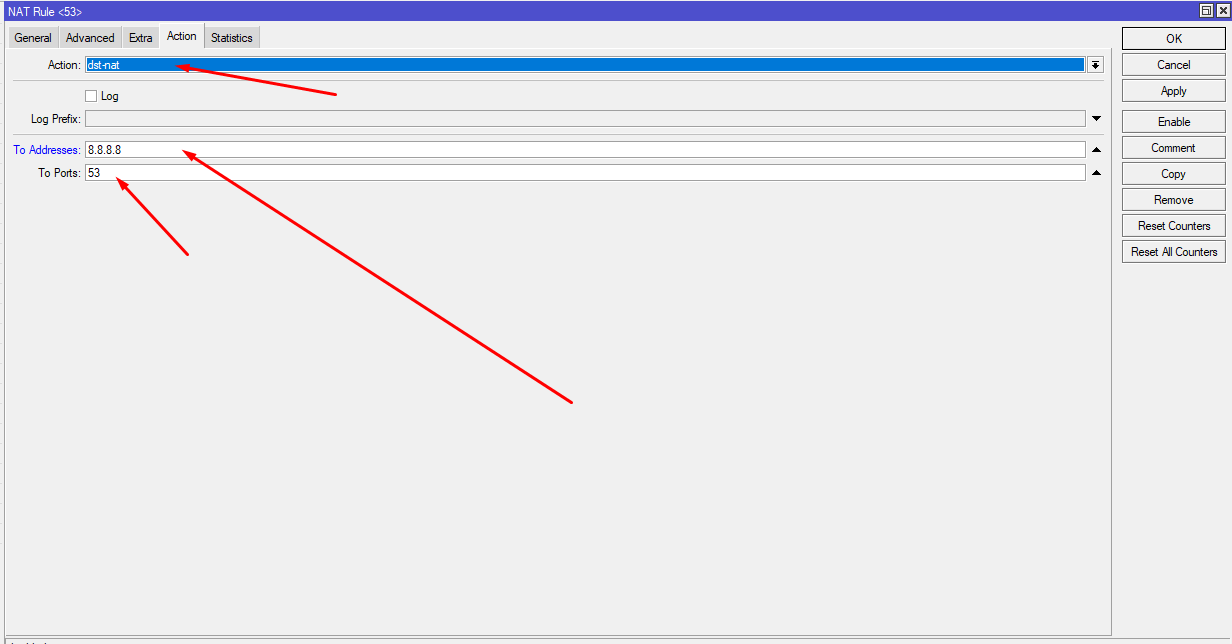 NAT Rule <53>
General Advanced Extra Action Statistics
OK
Action: dst-nat
Cancel
Log
Apply
Log Prefix:
Enable
To Addresses: 8.8.8.8
Comment
To Ports: 53
Copy
Remove
Reset Counters
Reset All Counters